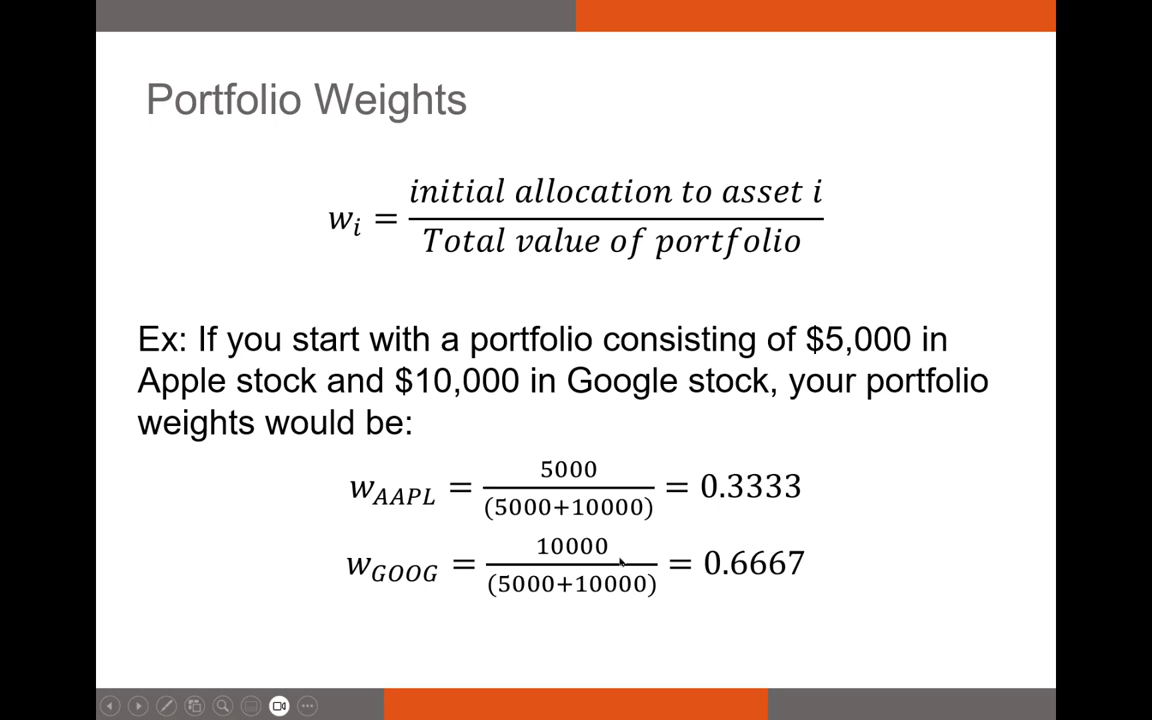 Portfolio Weights
wᵢ = initial allocation to asset i / Total value of portfolio
Ex: If you start with a portfolio consisting of $5,000 in
Apple stock and $10,000 in Google stock, your portfolio
weights would be:
w_AAPL = 5000 / (5000+10000) = 0.3333
w_GOOG = 10000 / (5000+10000) = 0.6667